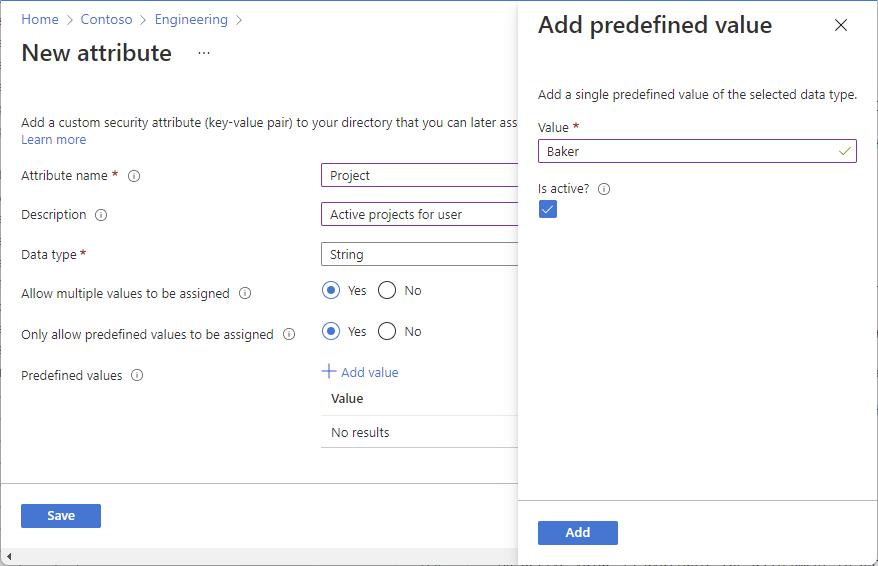 Home > Contoso > Engineering >
New attribute ...
Add a custom security attribute (key-value pair) to your directory that you can later ass
Learn more
Attribute name *
Project
Description
Active projects for user
Data type *
String
Allow multiple values to be assigned
Yes No
Only allow predefined values to be assigned
Yes No
Predefined values
+ Add value
Value
No results
Save
Add predefined value
Add a single predefined value of the selected data type.
Value *
Baker
Is active?
Add